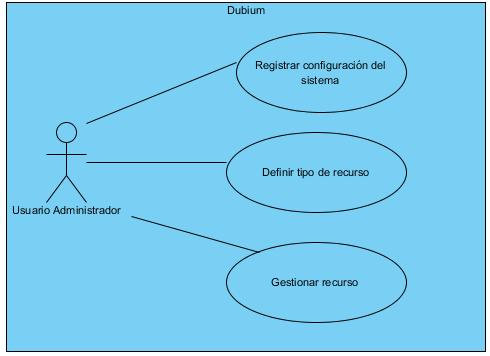 Dubium
Registrar configuración del
sistema
Definir tipo de recurso
Usuario Administrador
Gestionar recurso